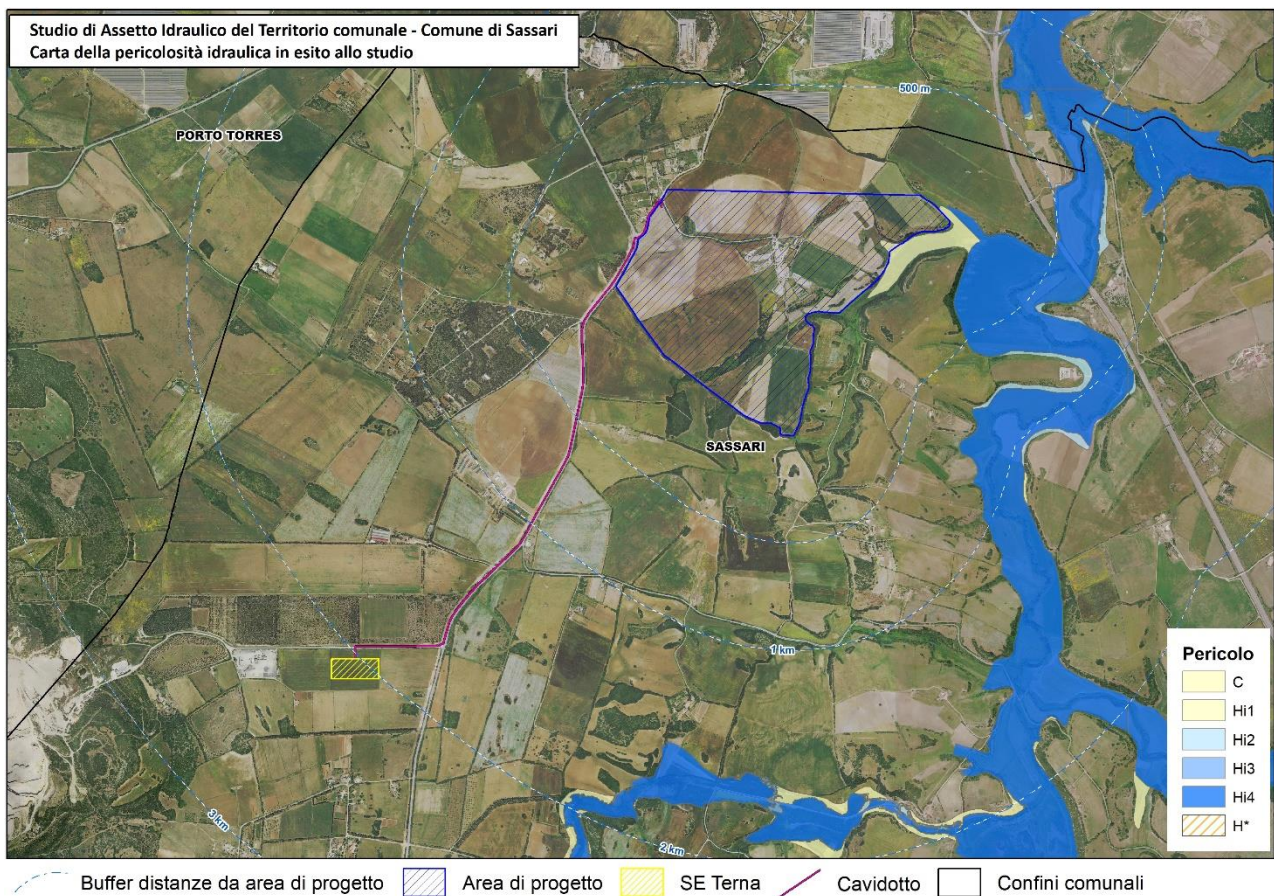 Studio di Assetto Idraulico del Territorio comunale - Comune di Sassari
Carta della pericolosità idraulica in esito allo studio
500 m
PORTO TORRES
SASSARI
1 km
3 km
2 km
Pericolo
C
Hi1
Hi2
Hi3
Hi4
H*
Buffer distanze da area di progetto
Area di progetto
SE Terna
Cavidotto
Confini comunali